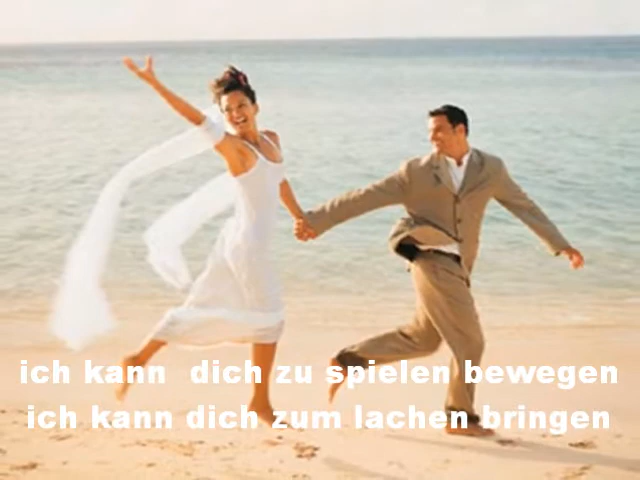 ich kann  dich zu spielen bewegen
ich kann dich zum lachen bringen